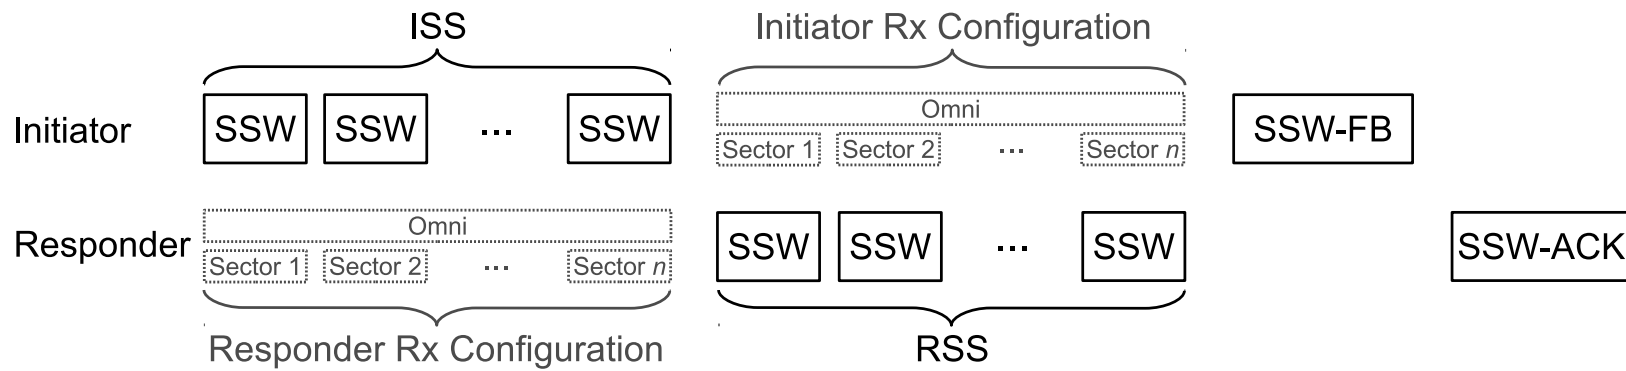 ISS
Initiator Rx Configuration
Initiator
SSW
SSW
...
SSW
Omni
Sector 1
Sector 2
...
Sector n
SSW-FB
Responder
Omni
Sector 1
Sector 2
...
Sector n
SSW
SSW
...
SSW
SSW-ACK
Responder Rx Configuration
RSS